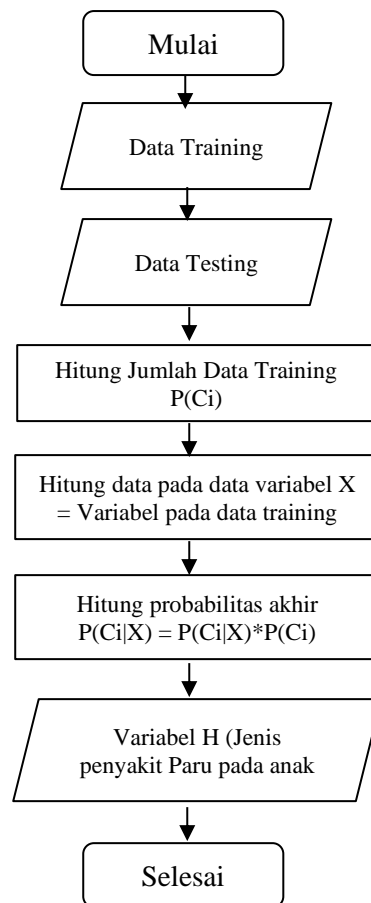 Mulai
Data Training
Data Testing
Hitung Jumlah Data Training
P(Ci)
Hitung data pada data variabel X
= Variabel pada data training
Hitung probabilitas akhir
P(Ci|X) = P(Ci|X)*P(Ci)
Variabel H (Jenis
penyakit Paru pada anak
Selesai